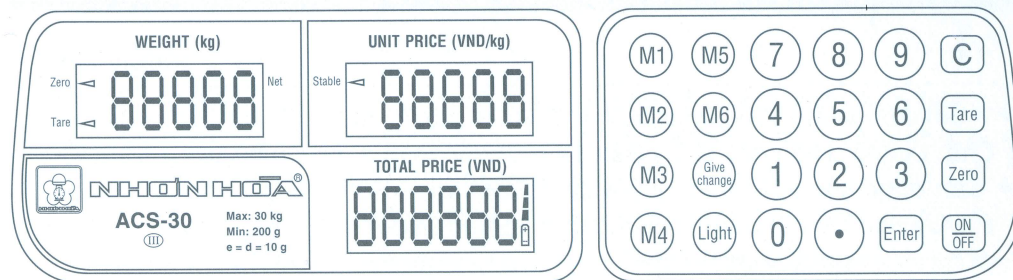 WEIGHT (kg)
Zero
Tare
Net
88888
UNIT PRICE (VND/kg)
Stable
88888
NHƠN HÒA®
NHƠN HÒA
ACS-30
III
Max: 30 kg
Min: 200 g
e = d = 10 g
TOTAL PRICE (VND)
888888
M1 M5 7 8 9 C
M2 M6 4 5 6 Tare
M3 Give change 1 2 3 Zero
M4 Light 0 • Enter ON/OFF